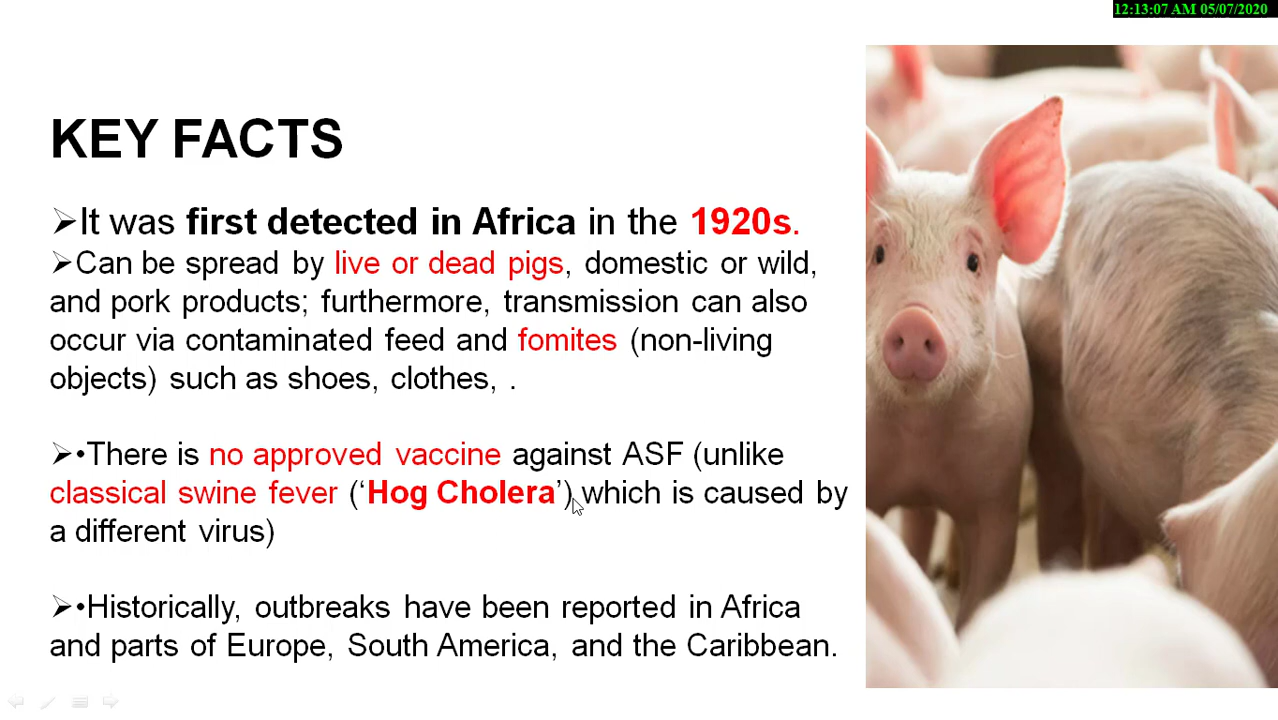 12:13:07 AM 05/07/2020
KEY FACTS
➢It was first detected in Africa in the 1920s.
➢Can be spread by live or dead pigs, domestic or wild,
and pork products; furthermore, transmission can also
occur via contaminated feed and fomites (non-living
objects) such as shoes, clothes, .
➢•There is no approved vaccine against ASF (unlike
classical swine fever (‘Hog Cholera’) which is caused by
a different virus)
➢•Historically, outbreaks have been reported in Africa
and parts of Europe, South America, and the Caribbean.